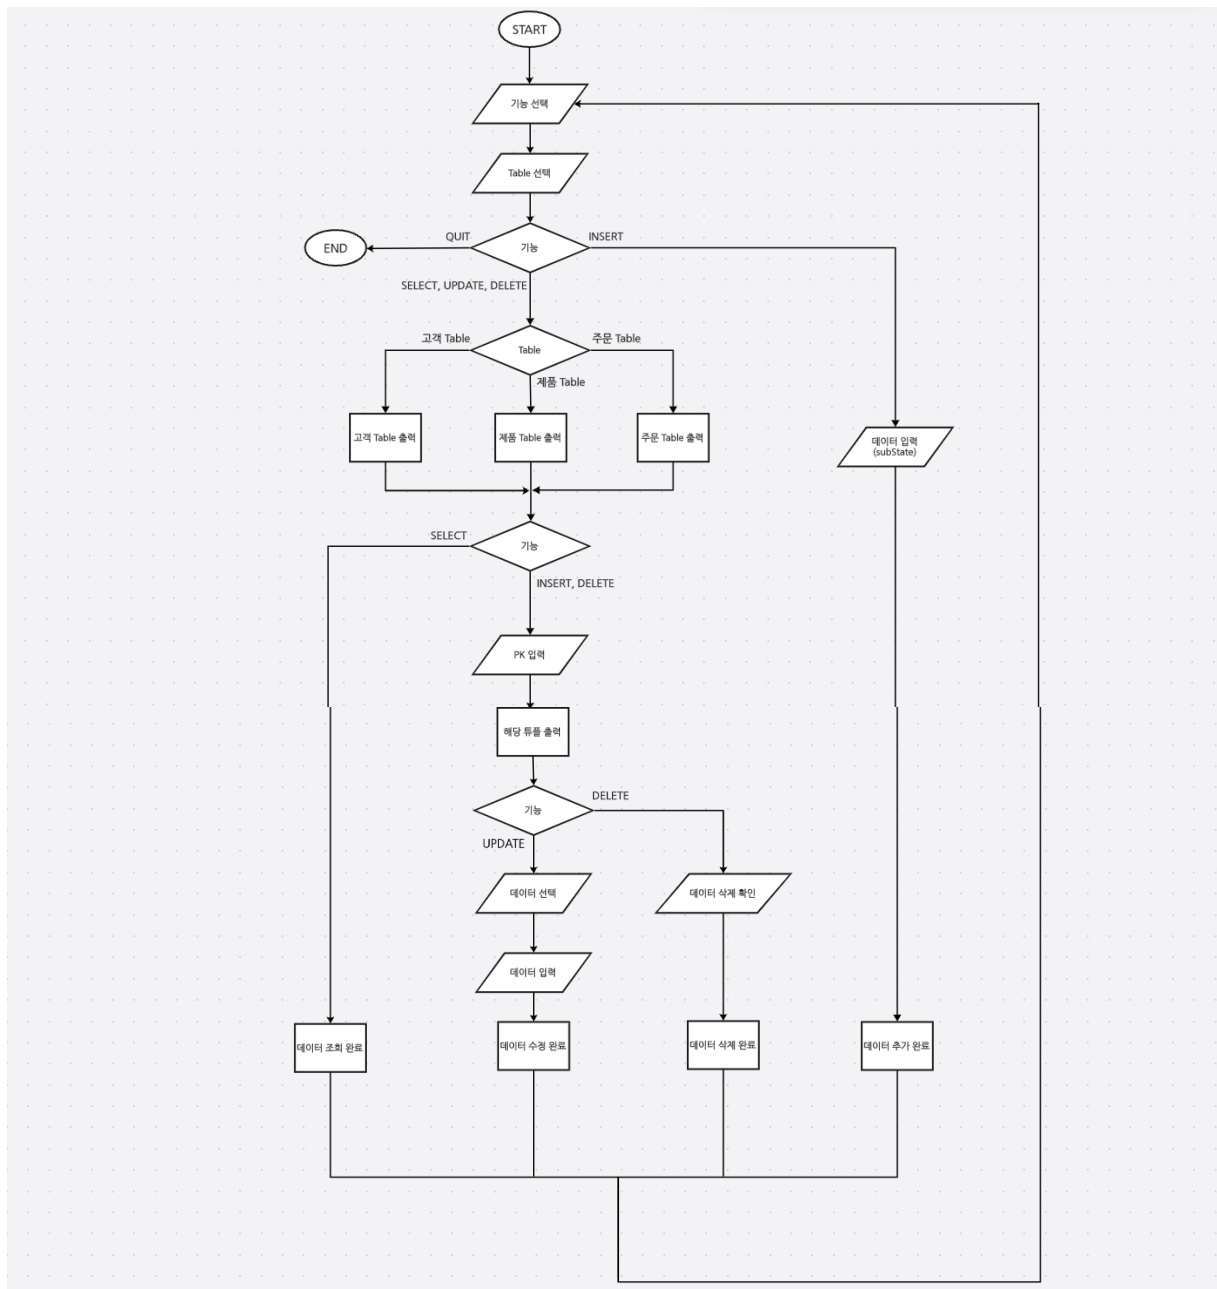 START
기능 선택
Table 선택
QUIT
기능
INSERT
END
SELECT, UPDATE, DELETE
고객 Table
Table
주문 Table
제품 Table
고객 Table 출력
제품 Table 출력
주문 Table 출력
데이터 입력
(subState)
SELECT
기능
INSERT, DELETE
PK 입력
해당 튜플 출력
기능
DELETE
UPDATE
데이터 선택
데이터 삭제 확인
데이터 입력
데이터 조회 완료
데이터 수정 완료
데이터 삭제 완료
데이터 추가 완료